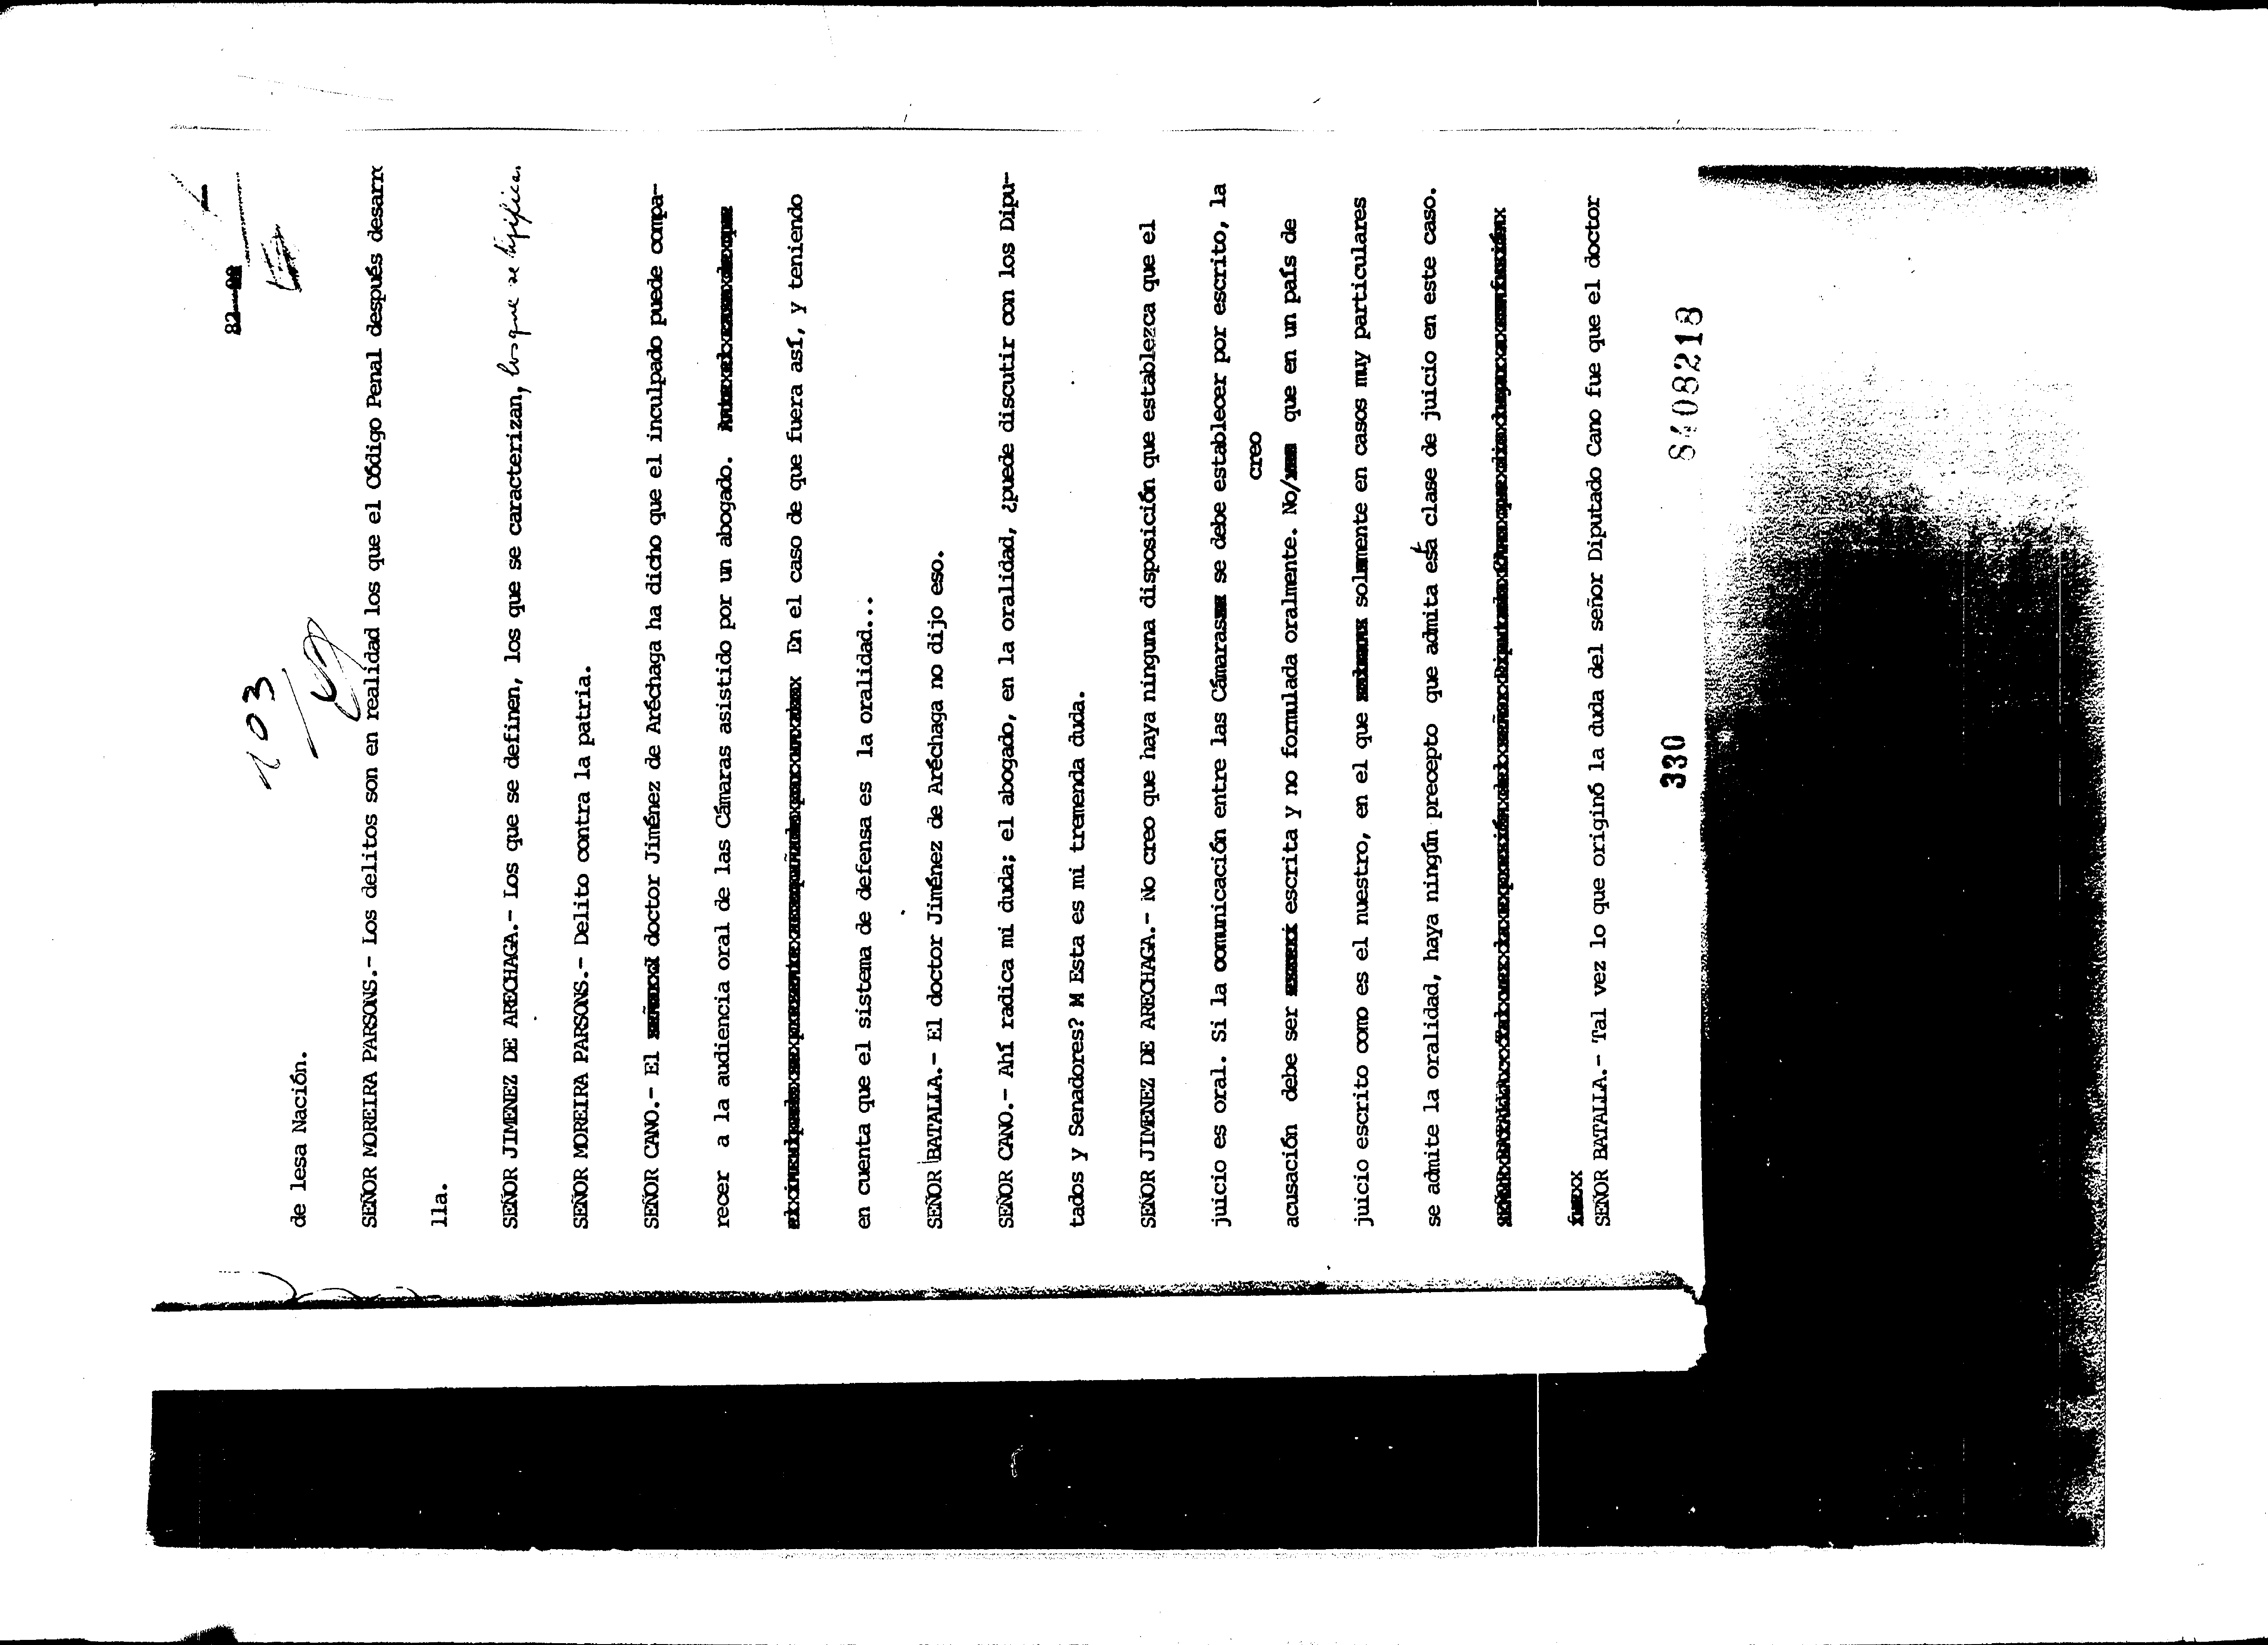 103
de lesa Nación.
SEÑOR MOREIRA PARSONS.- Los delitos son en realidad los que el Código Penal después desarro
lla.
SEÑOR JIMENEZ DE ARECHAGA.- Los que se definen, los que se caracterizan, los que se tipifica.
SEÑOR MOREIRA PARSONS.- Delito contra la patria.
SEÑOR CANO.- El doctor Jiménez de Aréchaga ha dicho que el inculpado puede compa-
recer a la audiencia oral de las Cámaras asistido por un abogado.
En el caso de que fuera así, y teniendo
en cuenta que el sistema de defensa es la oralidad...
SEÑOR BATALLA.- El doctor Jiménez de Aréchaga no dijo eso.
SEÑOR CANO.- Ahí radica mi duda; el abogado, en la oralidad, ¿puede discutir con los Dipu-
tados y Senadores? M Esta es mi tremenda duda.
SEÑOR JIMENEZ DE ARECHAGA.- No creo que haya ninguna disposición que establezca que el
juicio es oral. Si la comunicación entre las Cámaras se debe establecer por escrito, la
creo
acusación debe ser escrita y no formulada oralmente. No/ que en un país de
juicio escrito como es el nuestro, en el que solamente en casos muy particulares
se admite la oralidad, haya ningún precepto que admita esa clase de juicio en este caso.
SEÑOR BATALLA.- Tal vez lo que originó la duda del señor Diputado Cano fue que el doctor
330
8408218